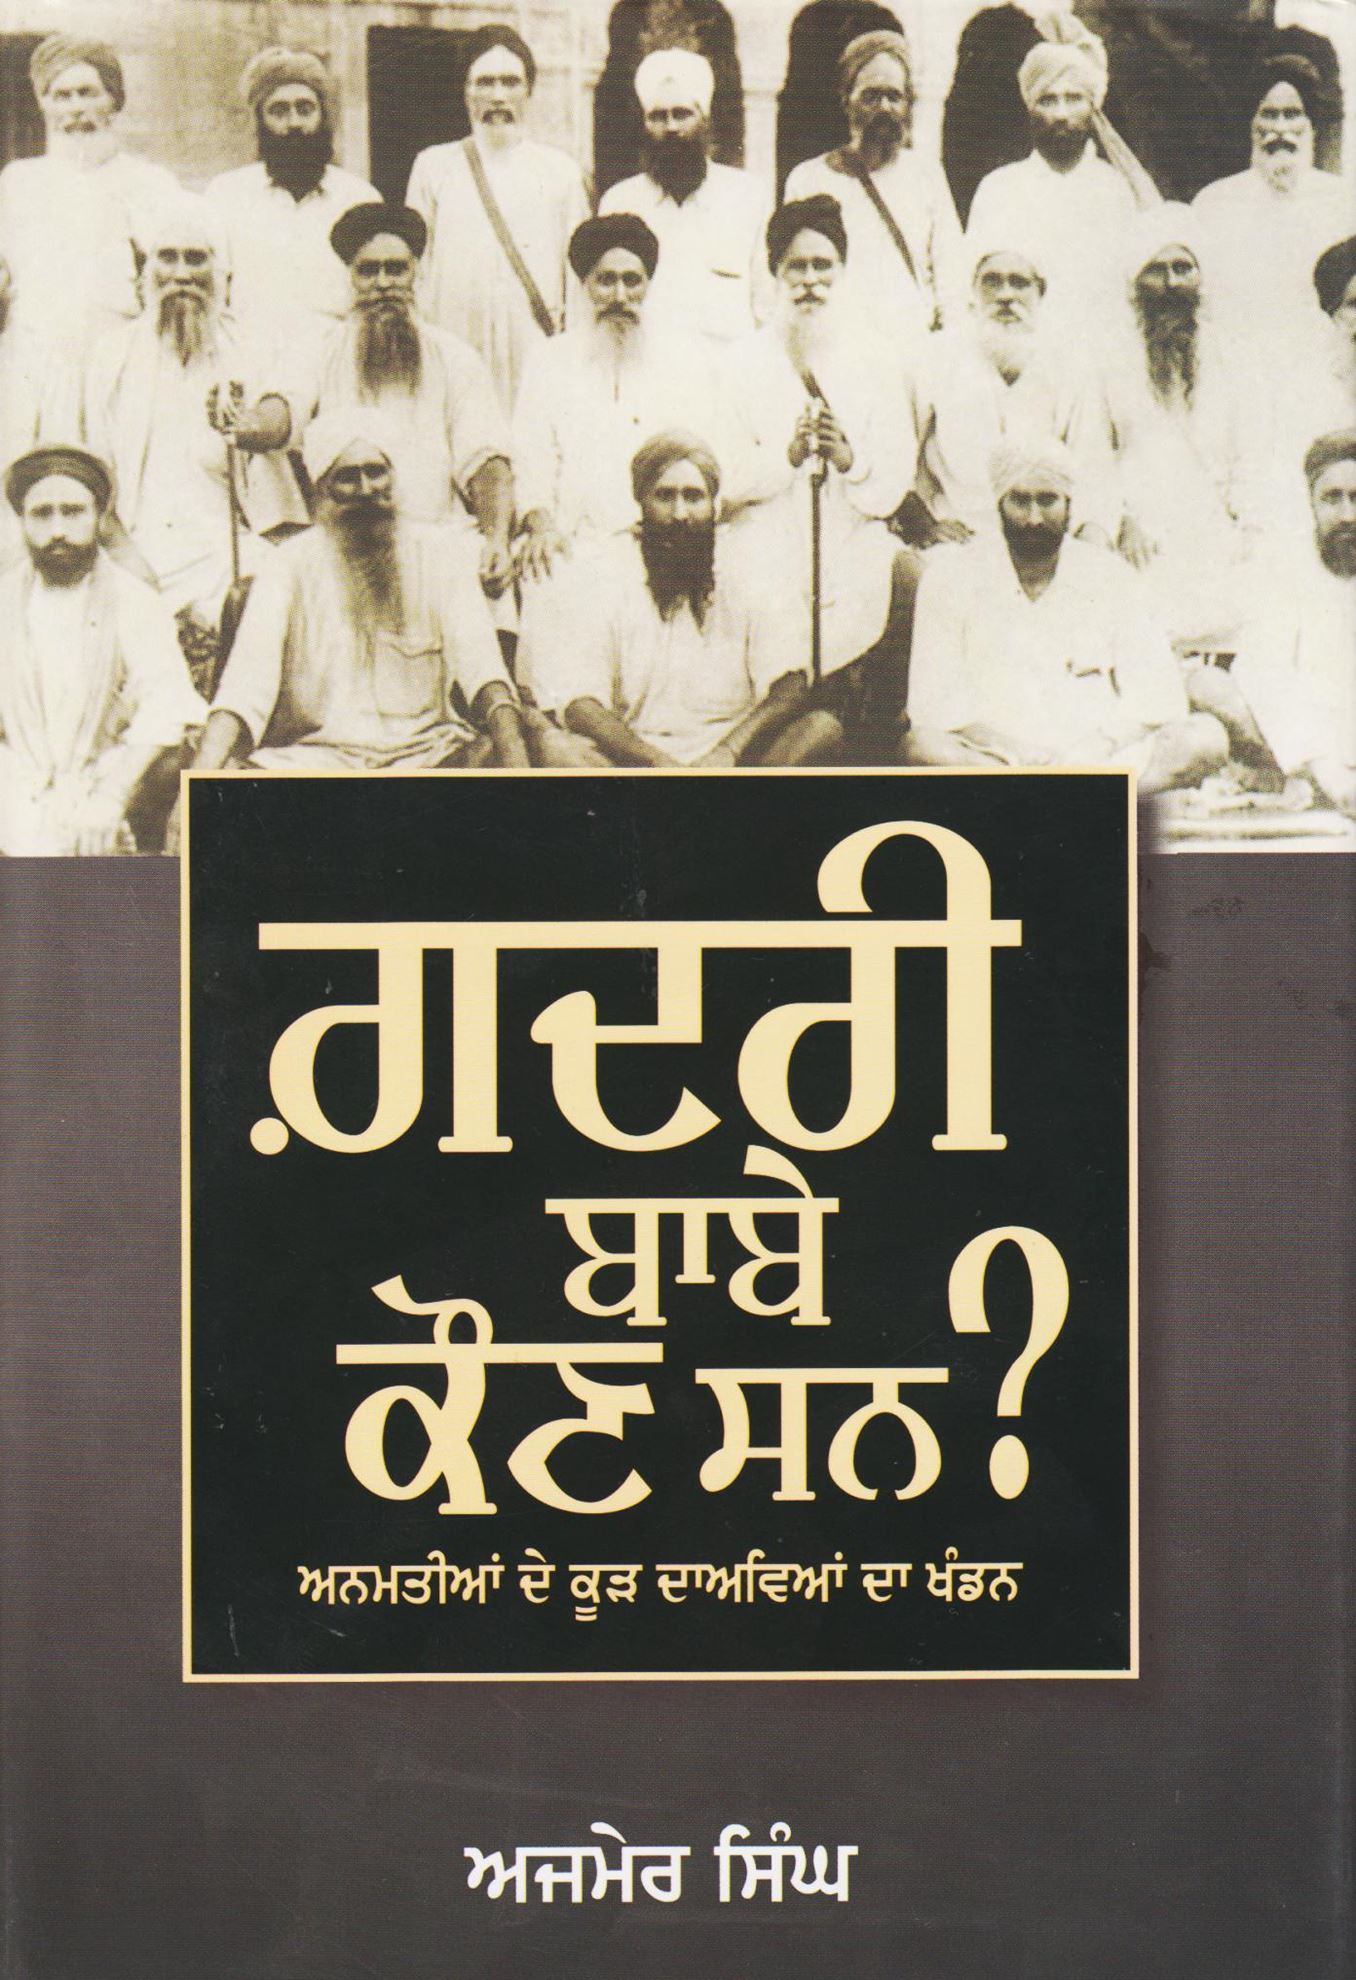 ਗ਼ਦਰੀ
ਬਾਬੇ
ਕੌਣ ਸਨ?
ਅਨਮਤੀਆਂ ਦੇ ਕੂੜ ਦਾਅਵਿਆਂ ਦਾ ਖੰਡਨ
ਅਜਮੇਰ ਸਿੰਘ